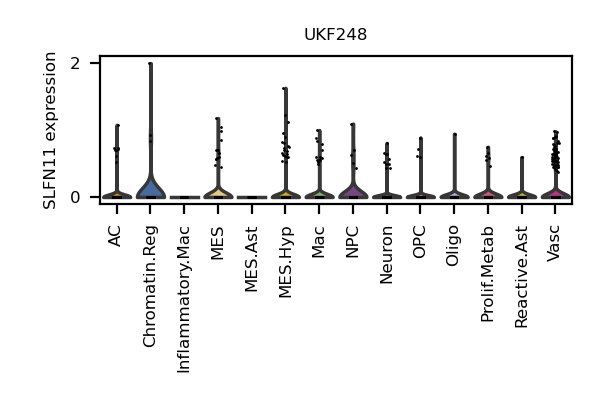 UKF248
SLFN11 expression
2
0
AC
Chromatin.Reg
Inflammatory.Mac
MES
MES.Ast
MES.Hyp
Mac
NPC
Neuron
OPC
Oligo
Prolif.Metab
Reactive.Ast
Vasc